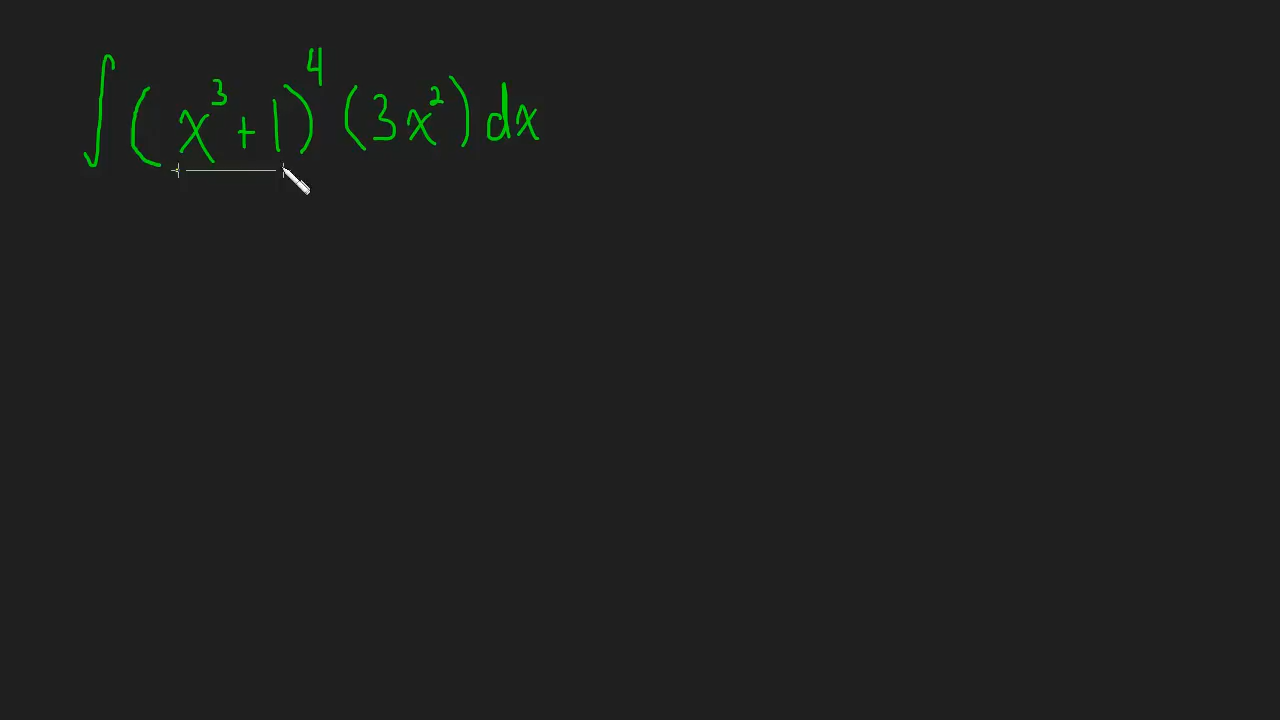 ∫ (x³+1)⁴ (3x²) dx